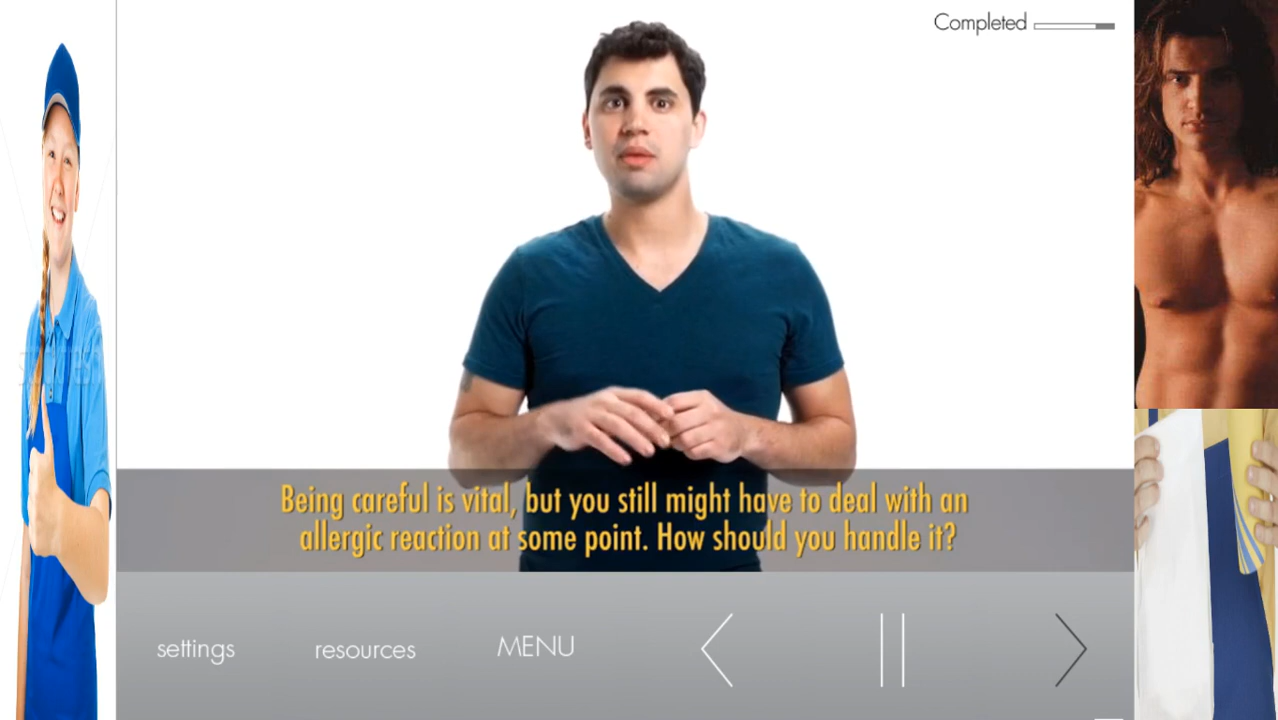 Completed
Being careful is vital, but you still might have to deal with an
allergic reaction at some point. How should you handle it?
settings
resources
MENU